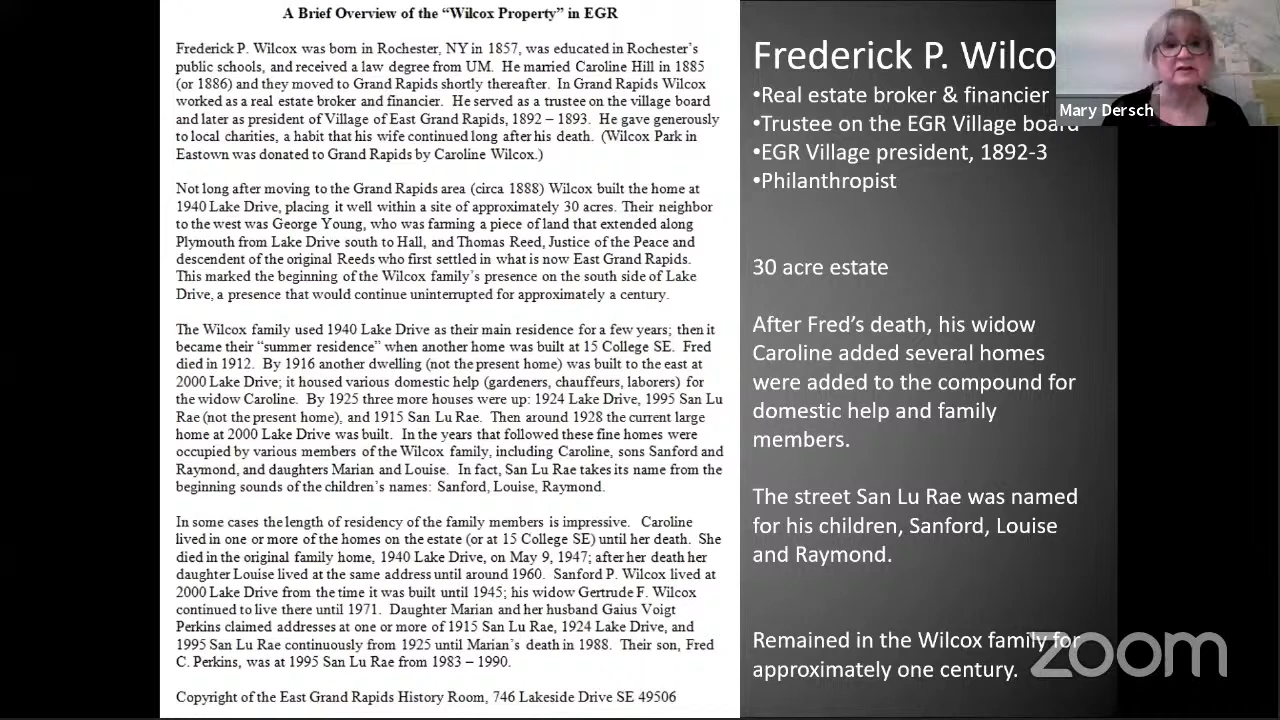 A Brief Overview of the “Wilcox Property” in EGR
Frederick P. Wilcox was born in Rochester, NY in 1857, was educated in Rochester’s
public schools, and received a law degree from UM. He married Caroline Hill in 1885
(or 1886) and they moved to Grand Rapids shortly thereafter. In Grand Rapids Wilcox
worked as a real estate broker and financier. He served as a trustee on the village board
and later as president of Village of East Grand Rapids, 1892 – 1893. He gave generously
to local charities, a habit that his wife continued long after his death. (Wilcox Park in
Eastown was donated to Grand Rapids by Caroline Wilcox.)
Not long after moving to the Grand Rapids area (circa 1888) Wilcox built the home at
1940 Lake Drive, placing it well within a site of approximately 30 acres. Their neighbor
to the west was George Young, who was farming a piece of land that extended along
Plymouth from Lake Drive south to Hall, and Thomas Reed, Justice of the Peace and
descendent of the original Reeds who first settled in what is now East Grand Rapids.
This marked the beginning of the Wilcox family’s presence on the south side of Lake
Drive, a presence that would continue uninterrupted for approximately a century.
The Wilcox family used 1940 Lake Drive as their main residence for a few years; then it
became their “summer residence” when another home was built at 15 College SE. Fred
died in 1912. By 1916 another dwelling (not the present home) was built to the east at
2000 Lake Drive; it housed various domestic help (gardeners, chauffeurs, laborers) for
the widow Caroline. By 1925 three more houses were up: 1924 Lake Drive, 1995 San Lu
Rae (not the present home), and 1915 San Lu Rae. Then around 1928 the current large
home at 2000 Lake Drive was built. In the years that followed these fine homes were
occupied by various members of the Wilcox family, including Caroline, sons Sanford and
Raymond, and daughters Marian and Louise. In fact, San Lu Rae takes its name from the
beginning sounds of the children’s names: Sanford, Louise, Raymond.
In some cases the length of residency of the family members is impressive. Caroline
lived in one or more of the homes on the estate (or at 15 College SE) until her death. She
died in the original family home, 1940 Lake Drive, on May 9, 1947; after her death her
daughter Louise lived at the same address until around 1960. Sanford P. Wilcox lived at
2000 Lake Drive from the time it was built until 1945; his widow Gertrude F. Wilcox
continued to live there until 1971. Daughter Marian and her husband Gaius Voigt
Perkins claimed addresses at one or more of 1915 San Lu Rae, 1924 Lake Drive, and
1995 San Lu Rae continuously from 1925 until Marian’s death in 1988. Their son, Fred
C. Perkins, was at 1995 San Lu Rae from 1983 – 1990.
Copyright of the East Grand Rapids History Room, 746 Lakeside Drive SE 49506
Frederick P. Wilco
•Real estate broker & financier
•Trustee on the EGR Village board
•EGR Village president, 1892-3
•Philanthropist
30 acre estate
After Fred’s death, his widow
Caroline added several homes
were added to the compound for
domestic help and family
members.
The street San Lu Rae was named
for his children, Sanford, Louise
and Raymond.
Remained in the Wilcox family for
approximately one century.
Mary Dersch
zoom